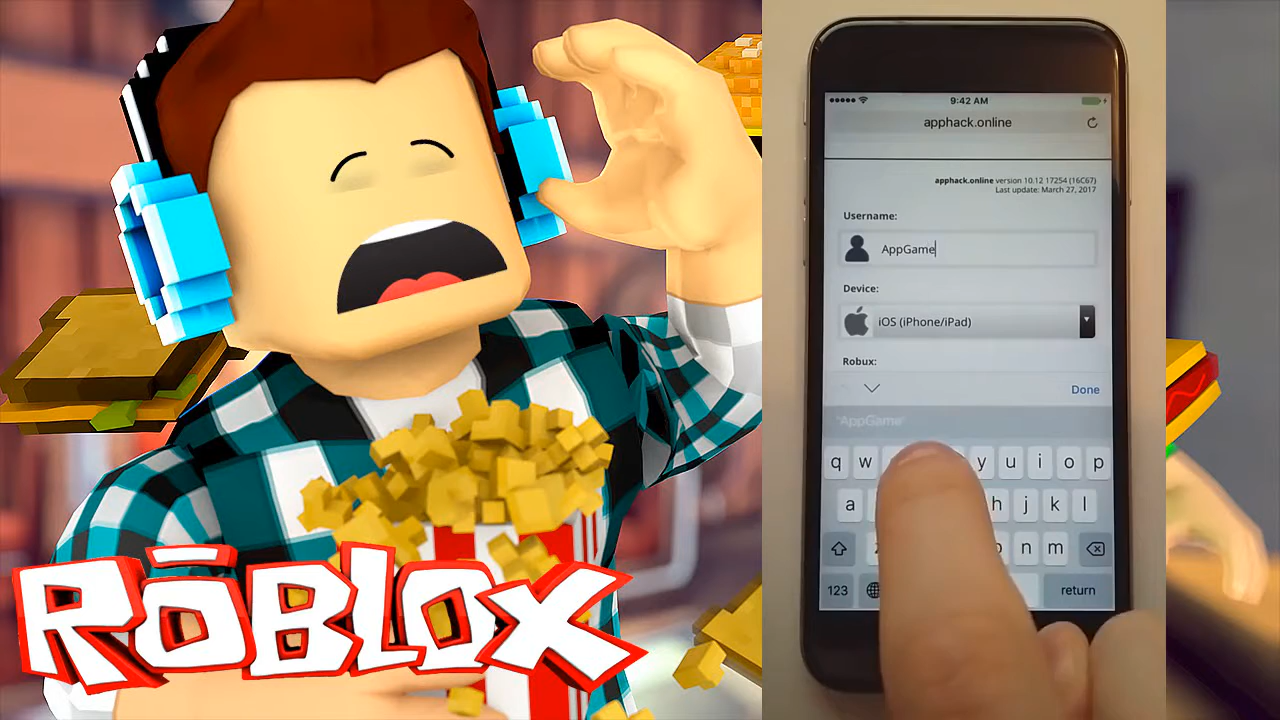 ROBLOX
9:42 AM
apphack.online
apphack.online version 10.12 17254 (16C67)
Last update: March 27, 2017
Username:
AppGame
Device:
iOS (iPhone/iPad)
Robux:
Done
"AppGame"
q w y u i o p
a h j k l
z b n m
123 return